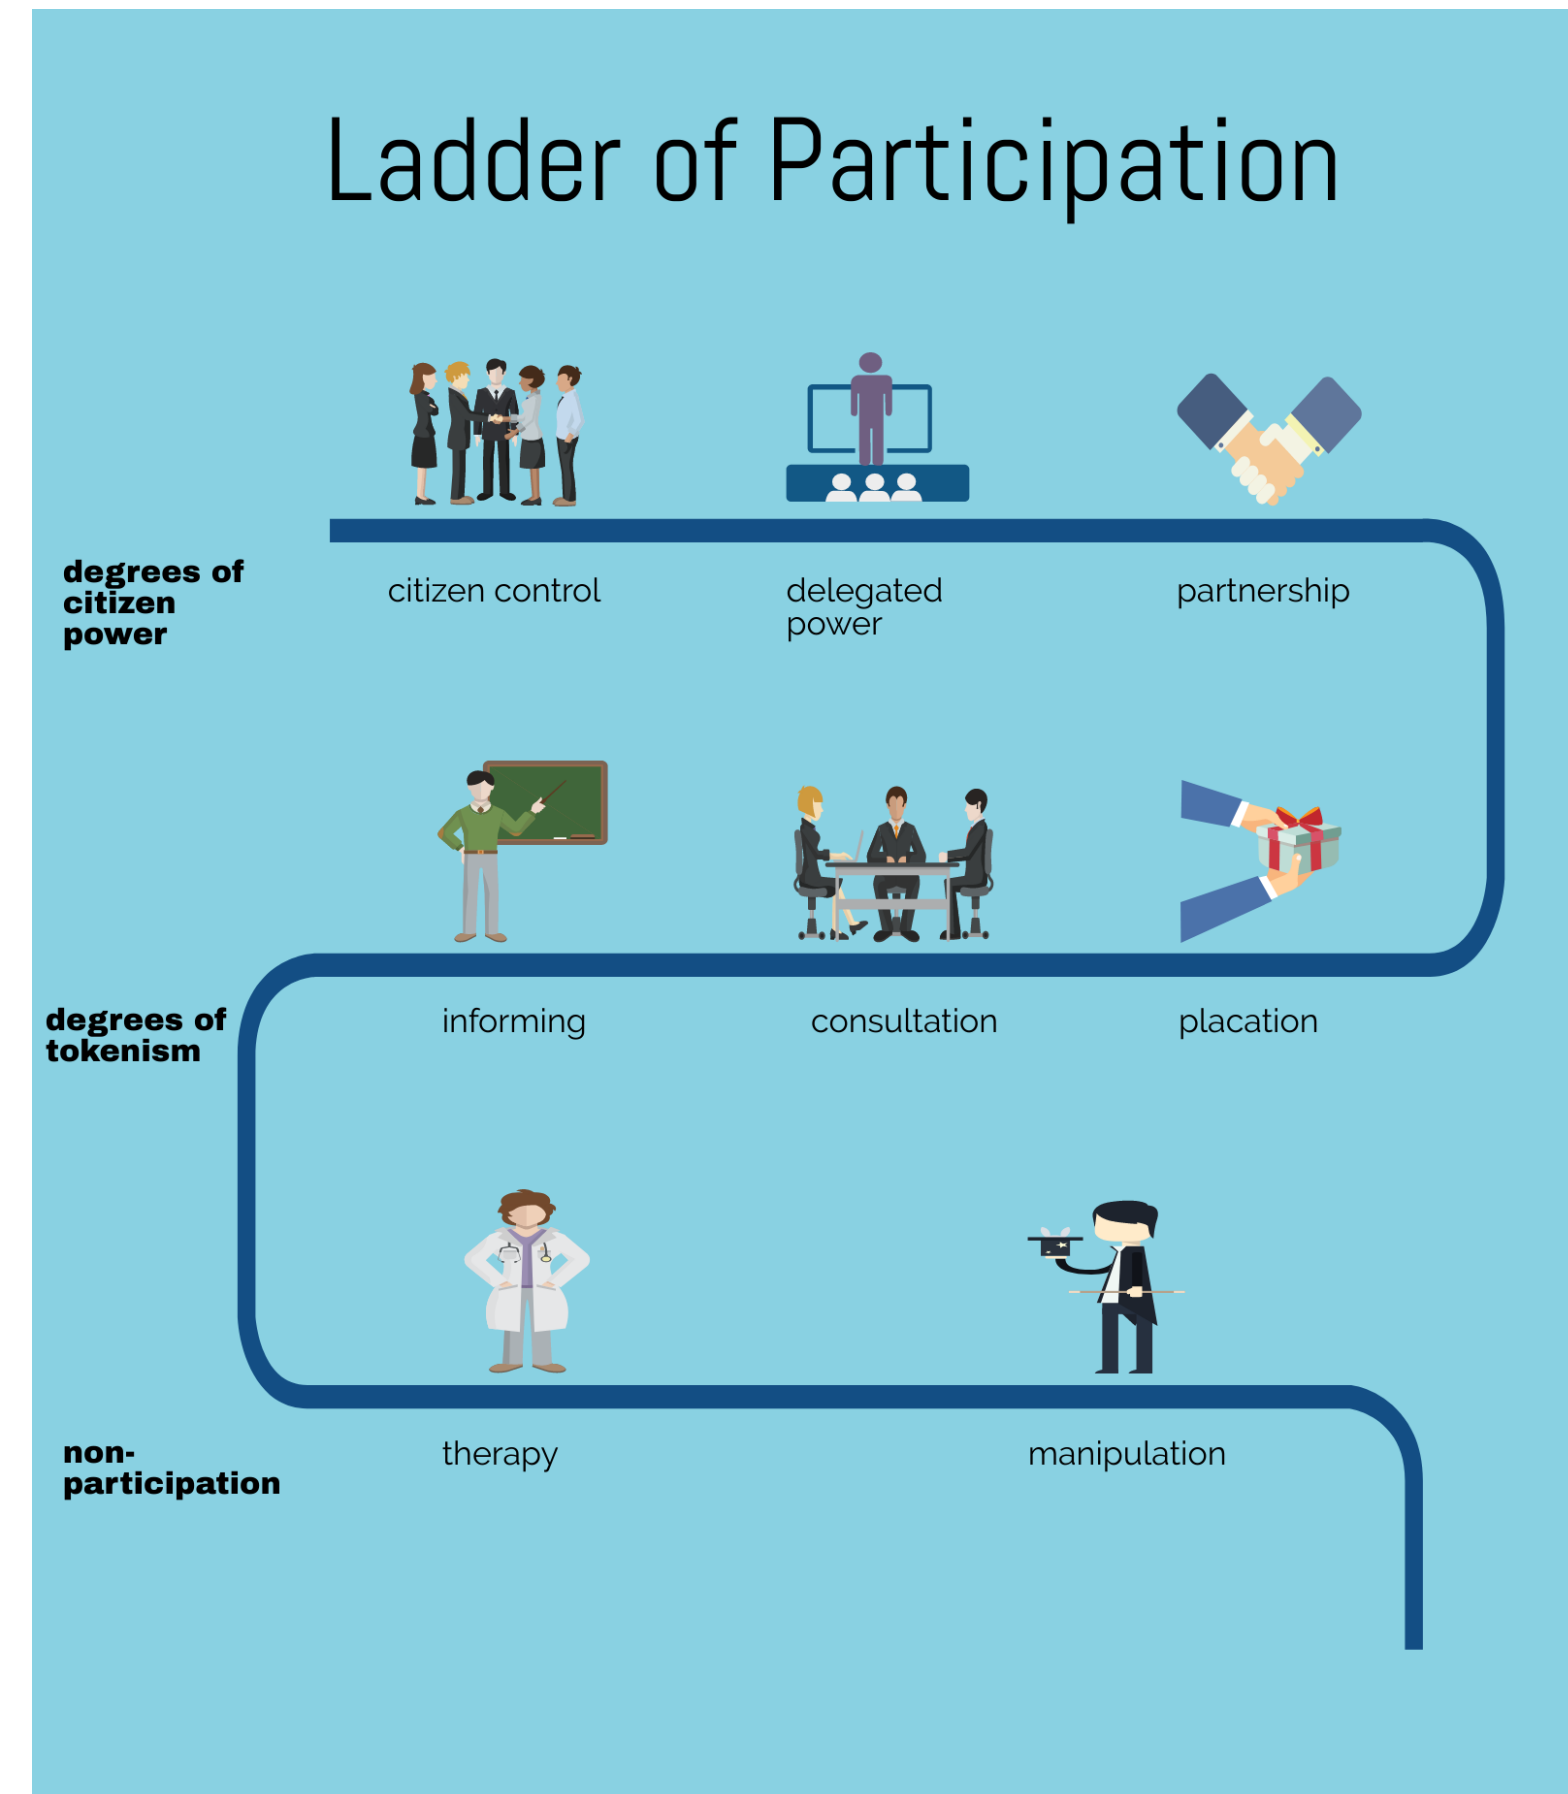 Ladder of Participation
degrees of
citizen
power
citizen control
delegated
power
partnership
degrees of
tokenism
informing
consultation
placation
non-
participation
therapy
manipulation